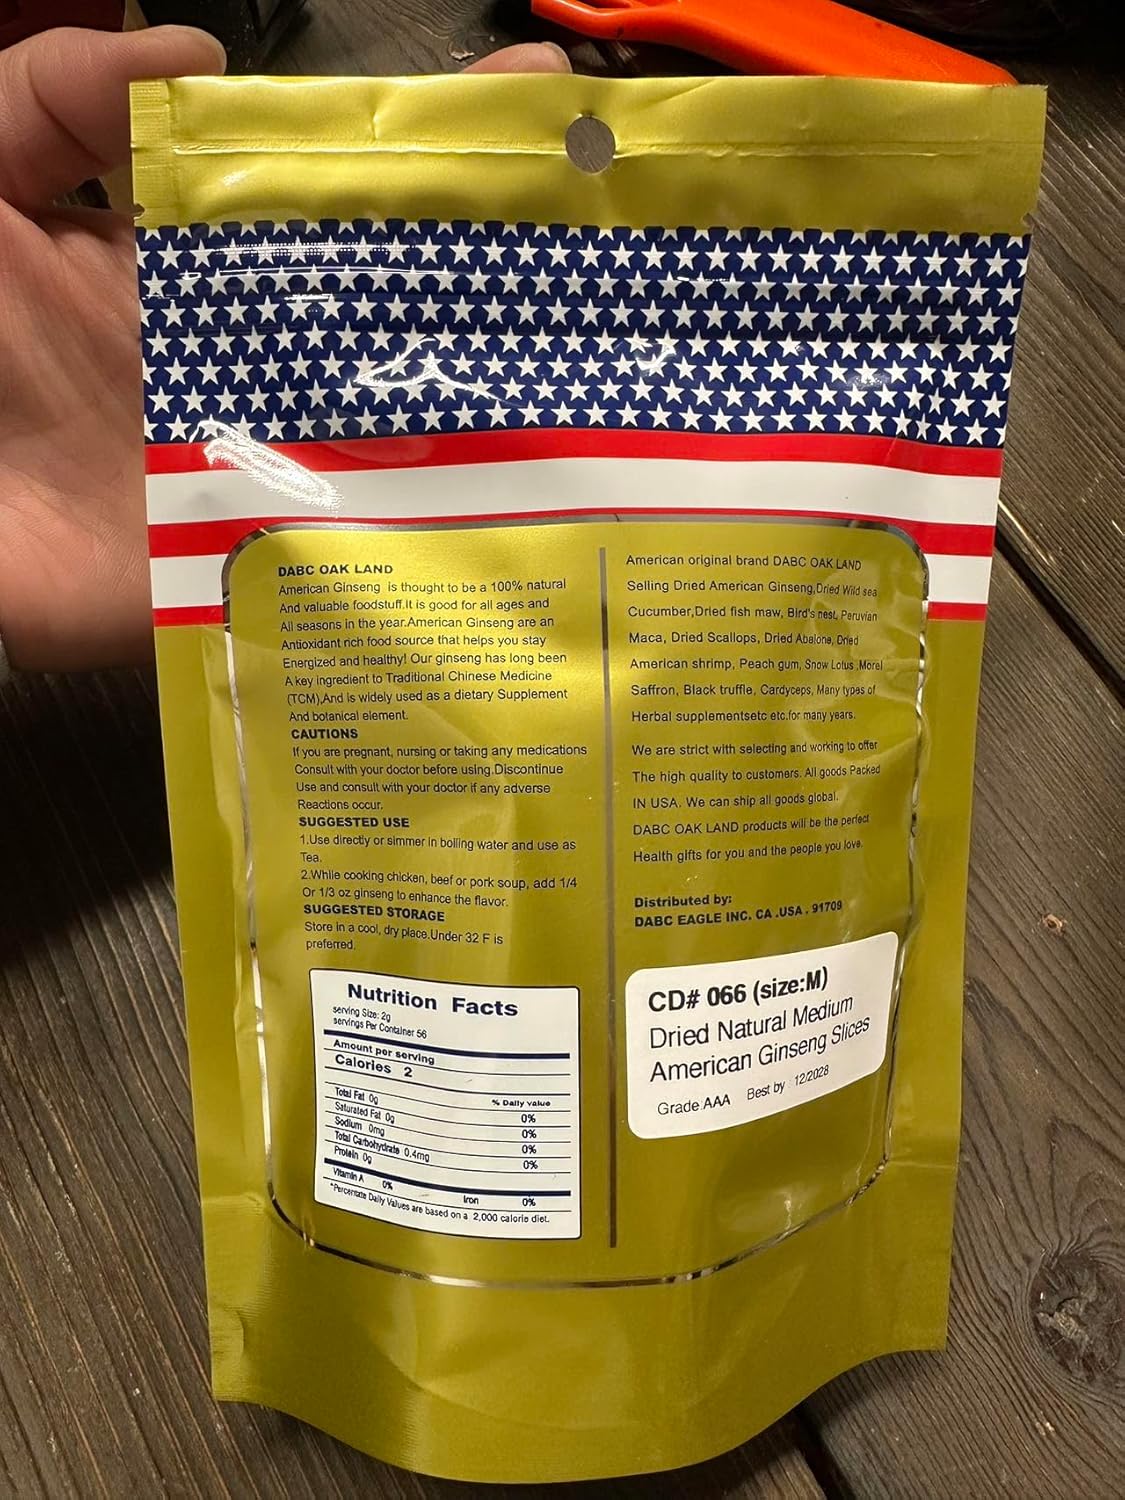 DABC OAK LAND
American Ginseng is thought to be a 100% natural
And valuable foodstuff.It is good for all ages and
All seasons in the year.American Ginseng are an
Antioxidant rich food source that helps you stay
Energized and healthy! Our ginseng has long been
A key ingredient to Traditional Chinese Medicine
(TCM),And is widely used as a dietary Supplement
And botanical element.
CAUTIONS
If you are pregnant, nursing or taking any medications
Consult with your doctor before using.Discontinue
Use and consult with your doctor if any adverse
Reactions occur.
SUGGESTED USE
1.Use directly or simmer in boiling water and use as
Tea.
2.While cooking chicken, beef or pork soup, add 1/4
Or 1/3 oz ginseng to enhance the flavor.
SUGGESTED STORAGE
Store in a cool, dry place.Under 32 F is
preferred.
Nutrition Facts
serving Size: 2g
servings Per Container 56
Amount per serving
Calories 2
% Daily value
Total Fat 0g 0%
Saturated Fat 0g 0%
Sodium 0mg 0%
Total Carbohydrate 0.4mg 0%
Protein 0g
Vitamin A 0% Iron 0%
*Percentate Daily Values are based on a 2,000 calorie diet.
American original brand DABC OAK LAND
Selling Dried American Ginseng,Dried Wild sea
Cucumber,Dried fish maw, Bird's nest, Peruvian
Maca, Dried Scallops, Dried Abalone, Dried
American shrimp, Peach gum, Snow Lotus ,Morel
Saffron, Black truffle, Cardyceps, Many types of
Herbal supplementsetc etc.for many years.
We are strict with selecting and working to offer
The high quality to customers. All goods Packed
IN USA. We can ship all goods global.
DABC OAK LAND products will be the perfect
Health gifts for you and the people you love.
Distributed by:
DABC EAGLE INC. CA .USA . 91709
CD# 066 (size:M)
Dried Natural Medium
American Ginseng Slices
Grade:AAA Best by 12/2028